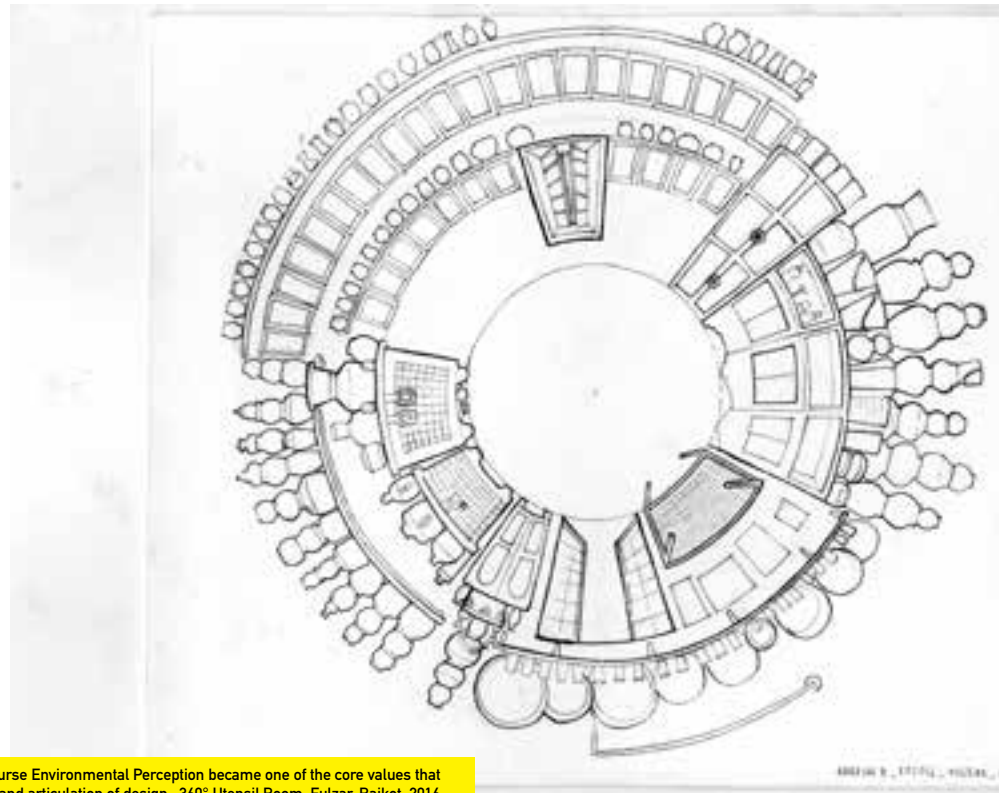 urse Environmental Perception became one of the core values that
and articulation of design. 360° Utensil Room, Fulzar, Rajkot, 2016